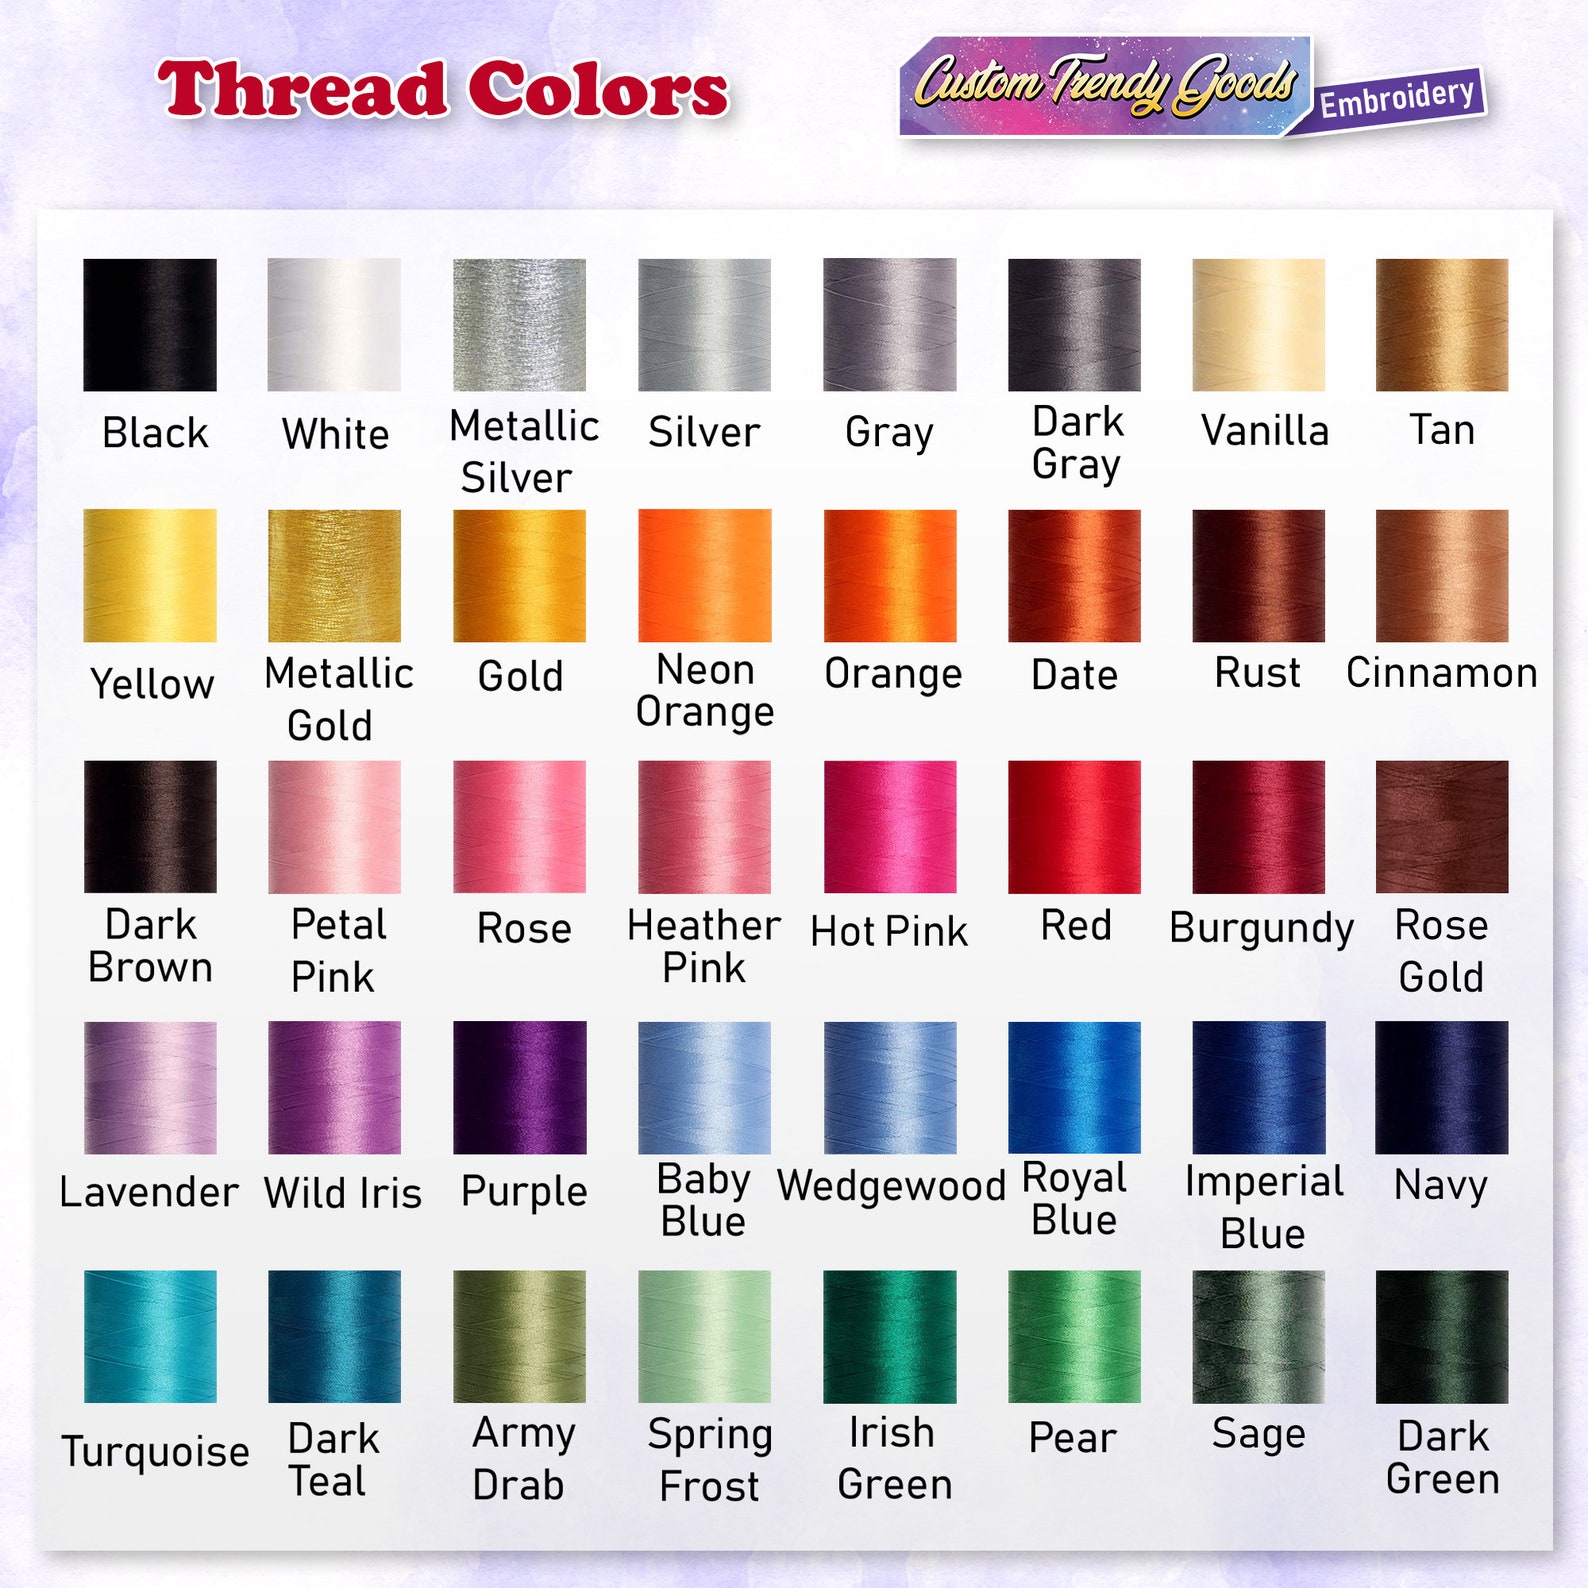 Thread Colors
Custom Trendy Goods
Embroidery
Black
White
Metallic
Silver
Silver
Gray
Dark
Gray
Vanilla
Tan
Yellow
Metallic
Gold
Gold
Neon
Orange
Orange
Date
Rust
Cinnamon
Dark
Brown
Petal
Pink
Rose
Heather
Pink
Hot Pink
Red
Burgundy
Rose
Gold
Lavender
Wild Iris
Purple
Baby
Blue
Wedgewood
Royal
Blue
Imperial
Blue
Navy
Turquoise
Dark
Teal
Army
Drab
Spring
Frost
Irish
Green
Pear
Sage
Dark
Green